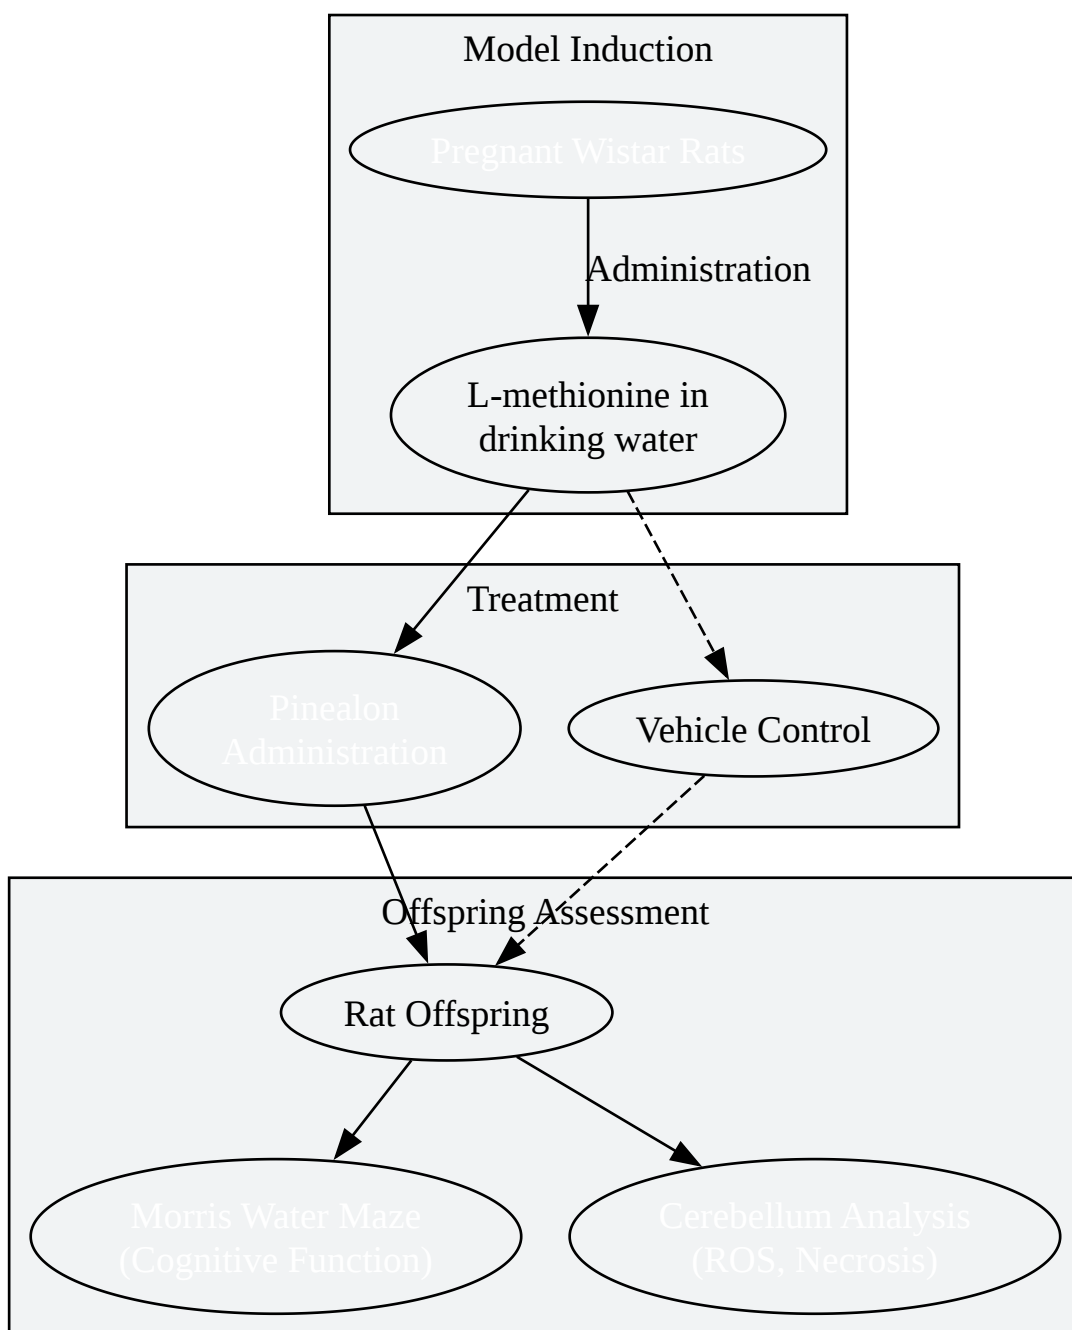 Model Induction
Pregnant Wistar Rats
Administration
L-methionine in
drinking water
Treatment
Pinealon
Administration
Vehicle Control
Offspring Assessment
Rat Offspring
Morris Water Maze
(Cognitive Function)
Cerebellum Analysis
(ROS, Necrosis)